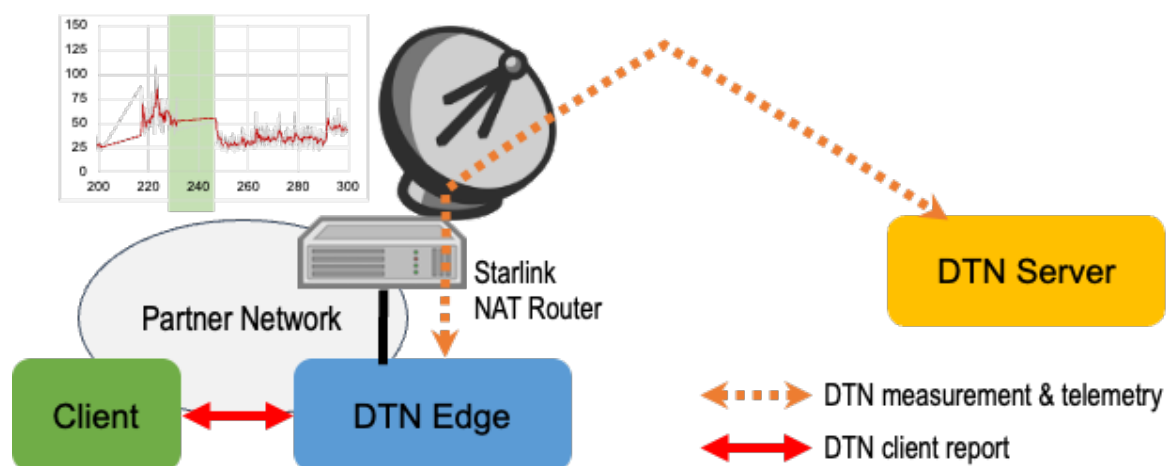 150
125
100
75
50
25
0
200 220 240 260 280 300
Starlink
NAT Router
DTN Server
Partner Network
Client
DTN Edge
DTN measurement & telemetry
DTN client report